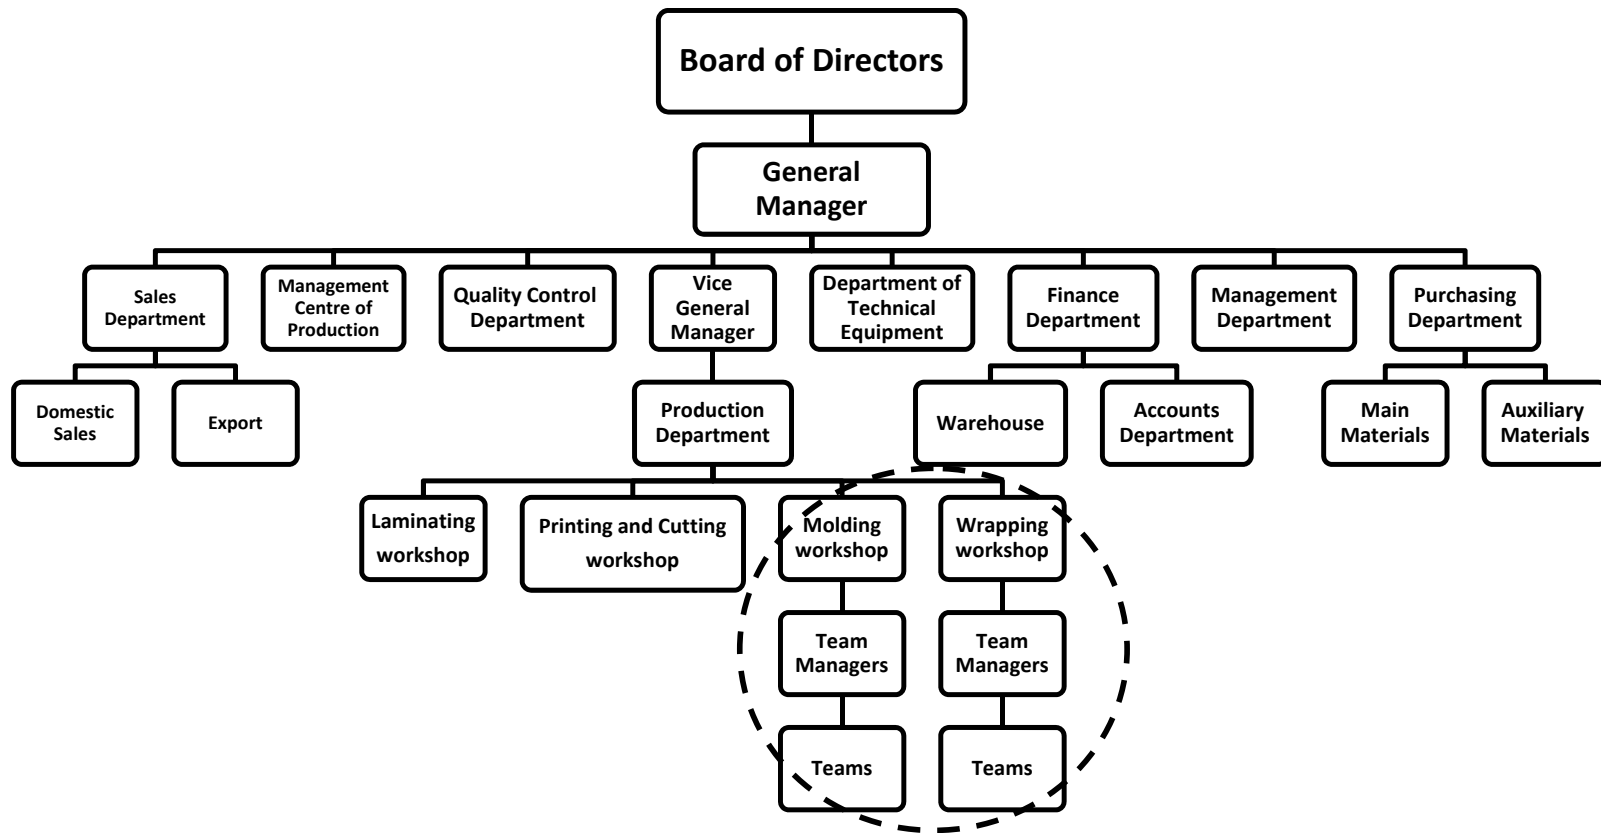 Board of Directors
General
Manager
Sales
Department
Management
Centre of
Production
Quality Control
Department
Vice
General
Manager
Department of
Technical
Equipment
Finance
Department
Management
Department
Purchasing
Department
Domestic
Sales
Export
Production
Department
Warehouse
Accounts
Department
Main
Materials
Auxiliary
Materials
Laminating
workshop
Printing and Cutting
workshop
Molding
workshop
Wrapping
workshop
Team
Managers
Team
Managers
Teams
Teams